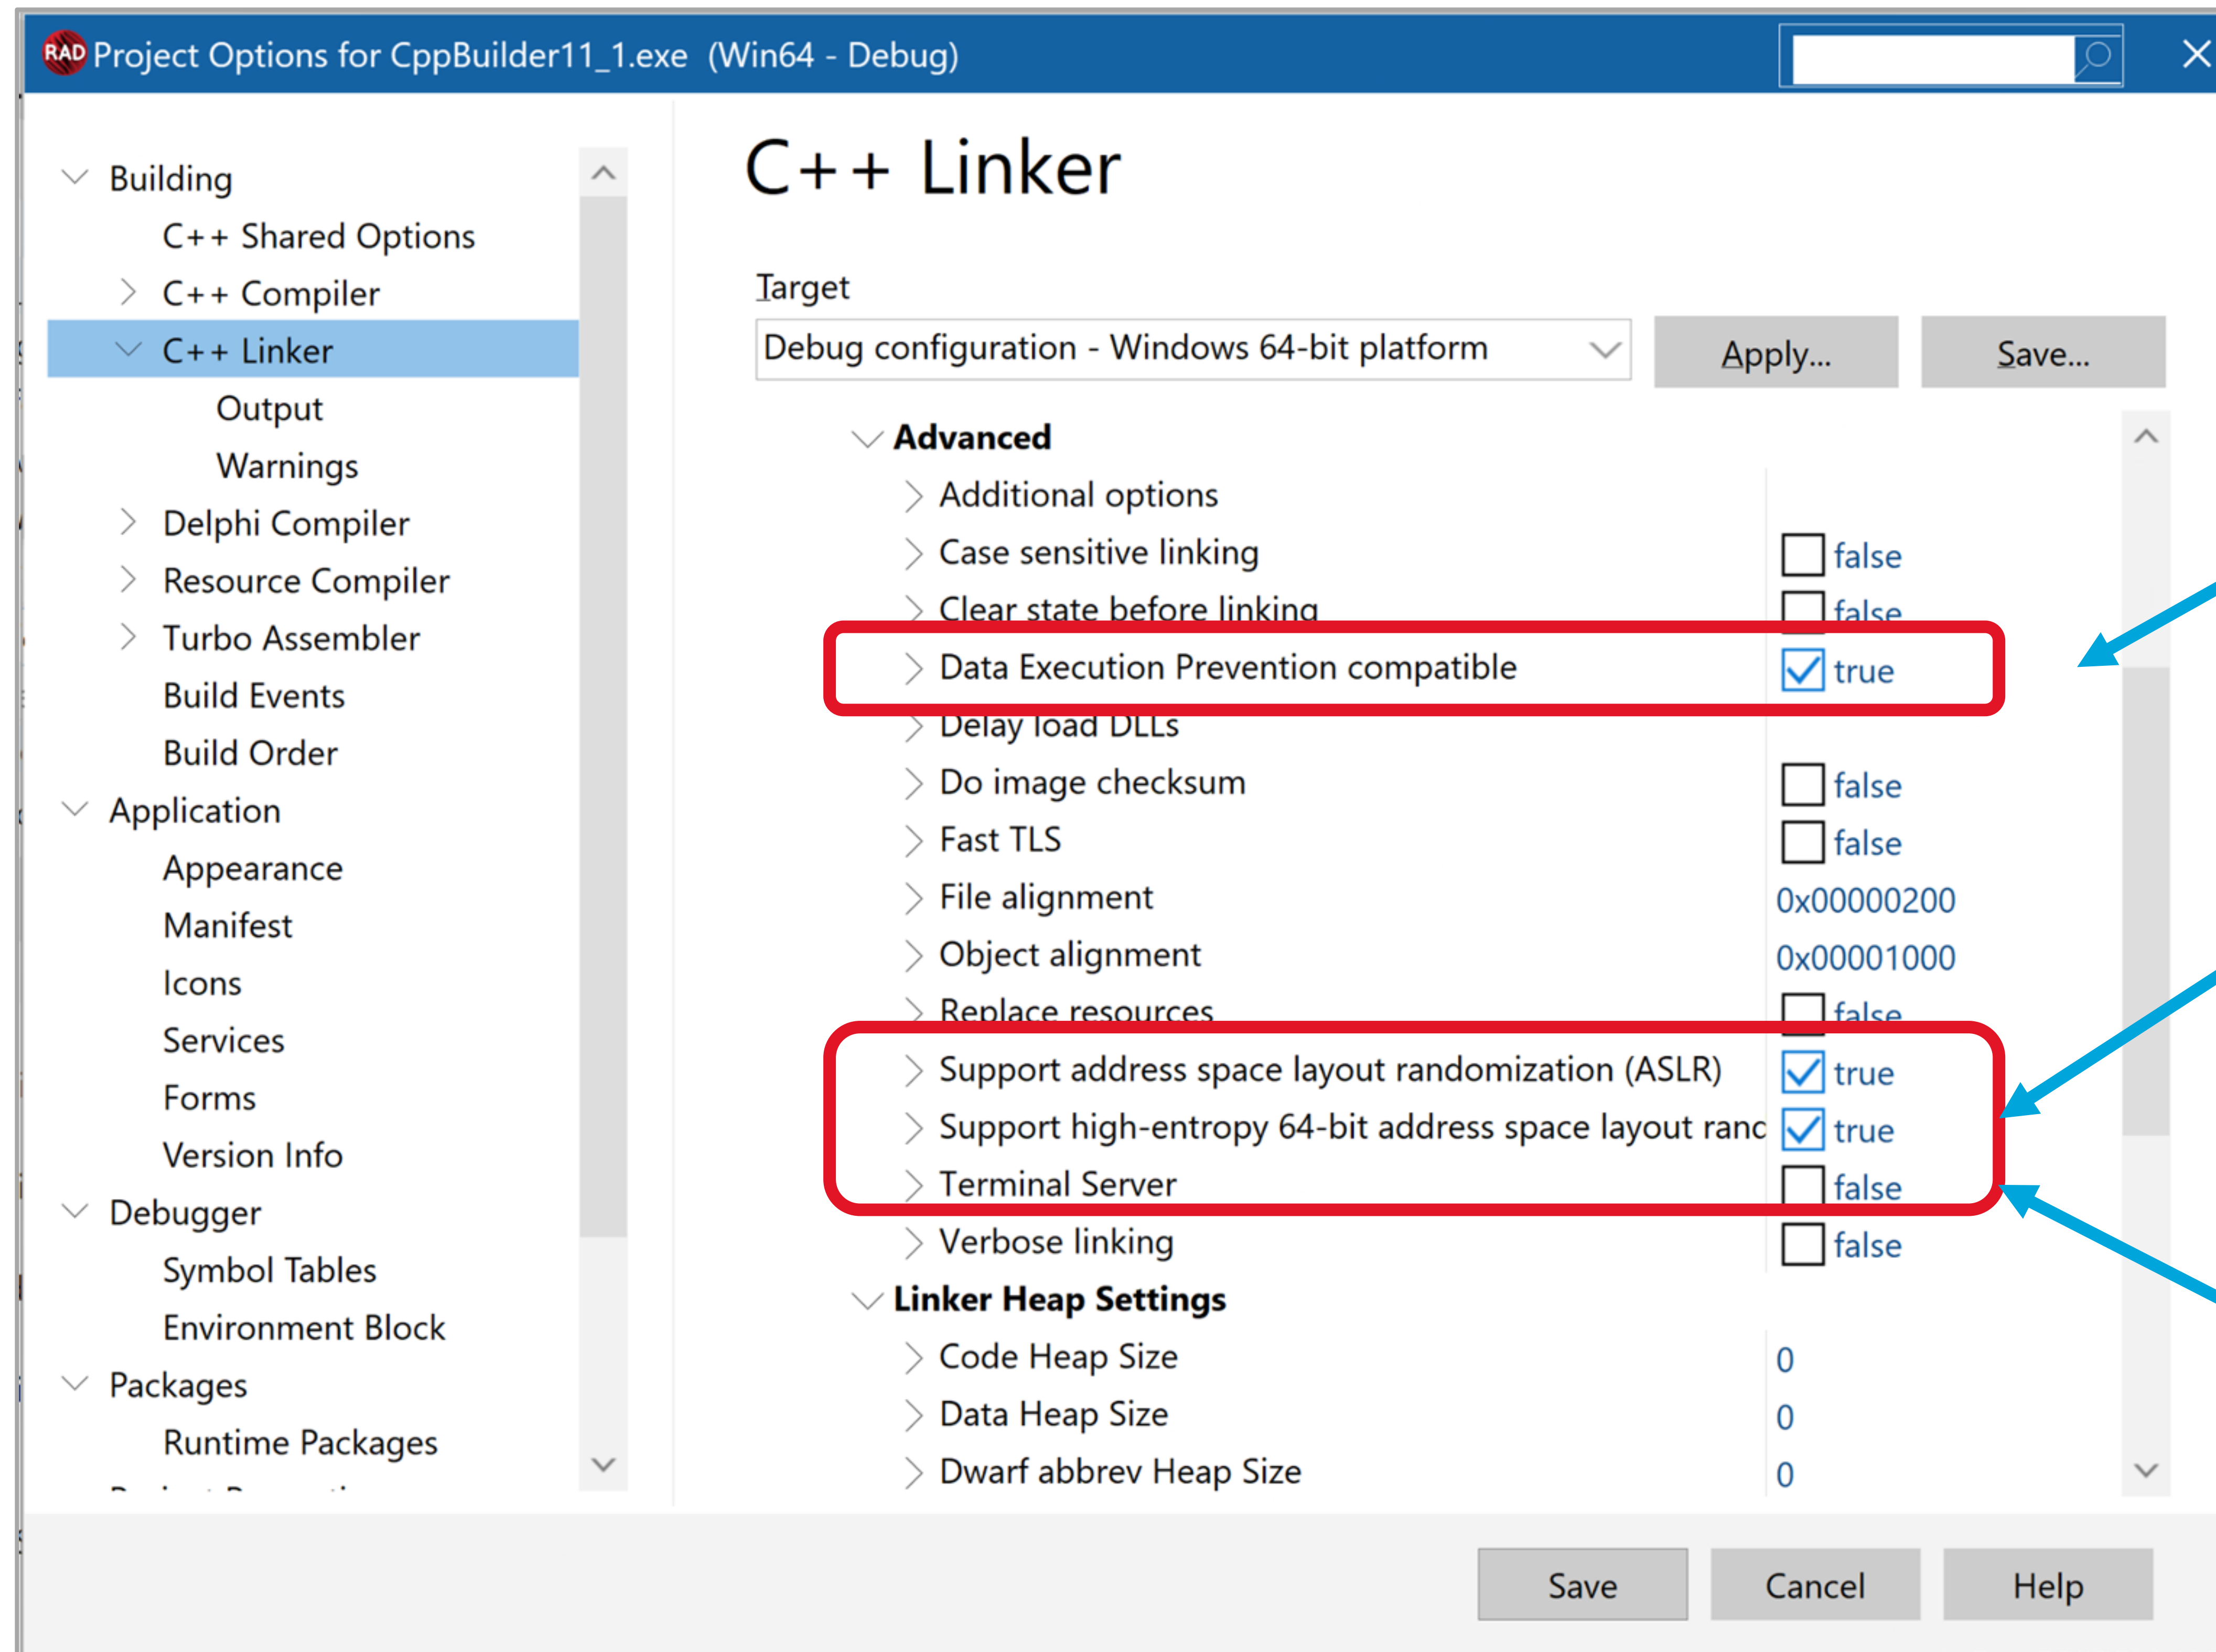 RAD Project Options for CppBuilder11_1.exe (Win64 - Debug)
Building
C++ Shared Options
C++ Compiler
C++ Linker
Output
Warnings
Delphi Compiler
Resource Compiler
Turbo Assembler
Build Events
Build Order
Application
Appearance
Manifest
Icons
Services
Forms
Version Info
Debugger
Symbol Tables
Environment Block
Packages
Runtime Packages
C++ Linker
Target
Debug configuration - Windows 64-bit platform
Apply...
Save...
Advanced
Additional options
Case sensitive linking false
Clear state before linking false
Data Execution Prevention compatible true
Delay load DLLs
Do image checksum false
Fast TLS false
File alignment 0x00000200
Object alignment 0x00001000
Replace resources false
Support address space layout randomization (ASLR) true
Support high-entropy 64-bit address space layout rand true
Terminal Server false
Verbose linking false
Linker Heap Settings
Code Heap Size 0
Data Heap Size 0
Dwarf abbrev Heap Size 0
Save
Cancel
Help